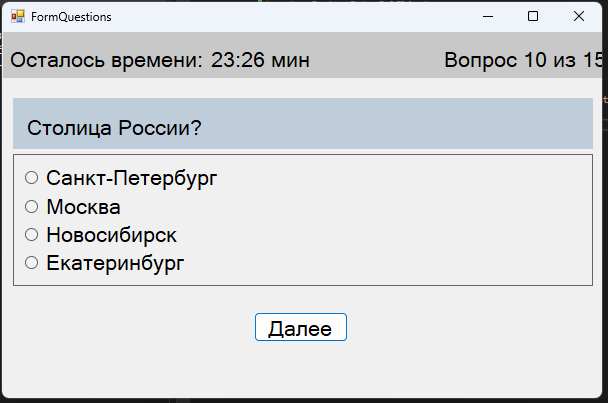 FormQuestions
Осталось времени: 23:26 мин Вопрос 10 из 15
Столица России?
Санкт-Петербург
Москва
Новосибирск
Екатеринбург
Далее